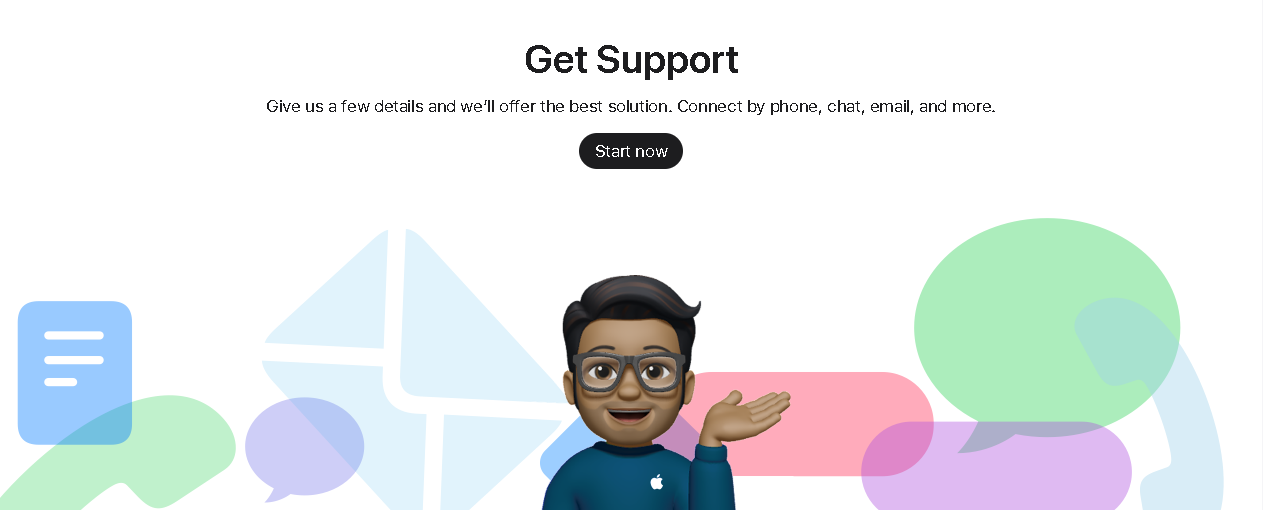 Get Support
Give us a few details and we’ll offer the best solution. Connect by phone, chat, email, and more.
Start now